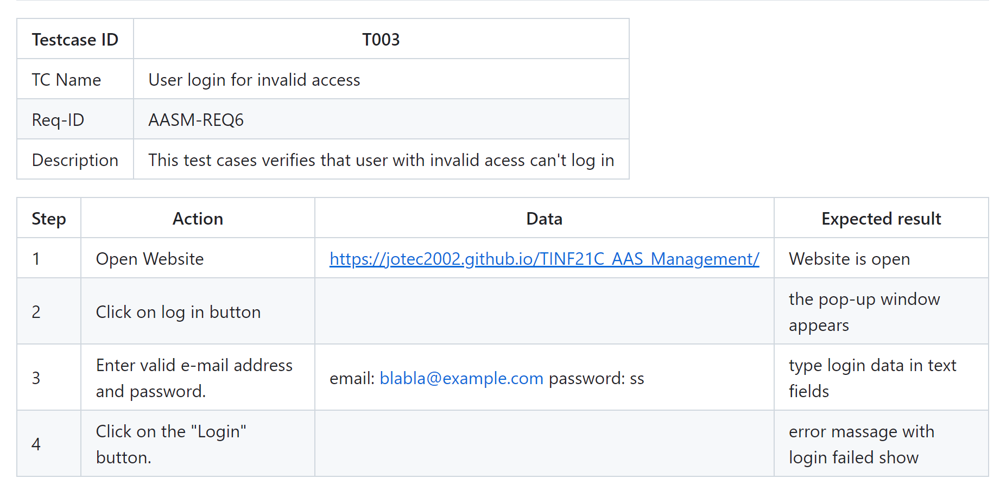 Testcase ID T003
TC Name User login for invalid access
Req-ID AASM-REQ6
Description This test cases verifies that user with invalid acess can't log in
Step Action Data Expected result
1 Open Website https://jotec2002.github.io/TINF21C_AAS_Management/ Website is open
2 Click on log in button the pop-up window
appears
3 Enter valid e-mail address
and password. email: blabla@example.com password: ss type login data in text
fields
4 Click on the "Login"
button. error massage with
login failed show